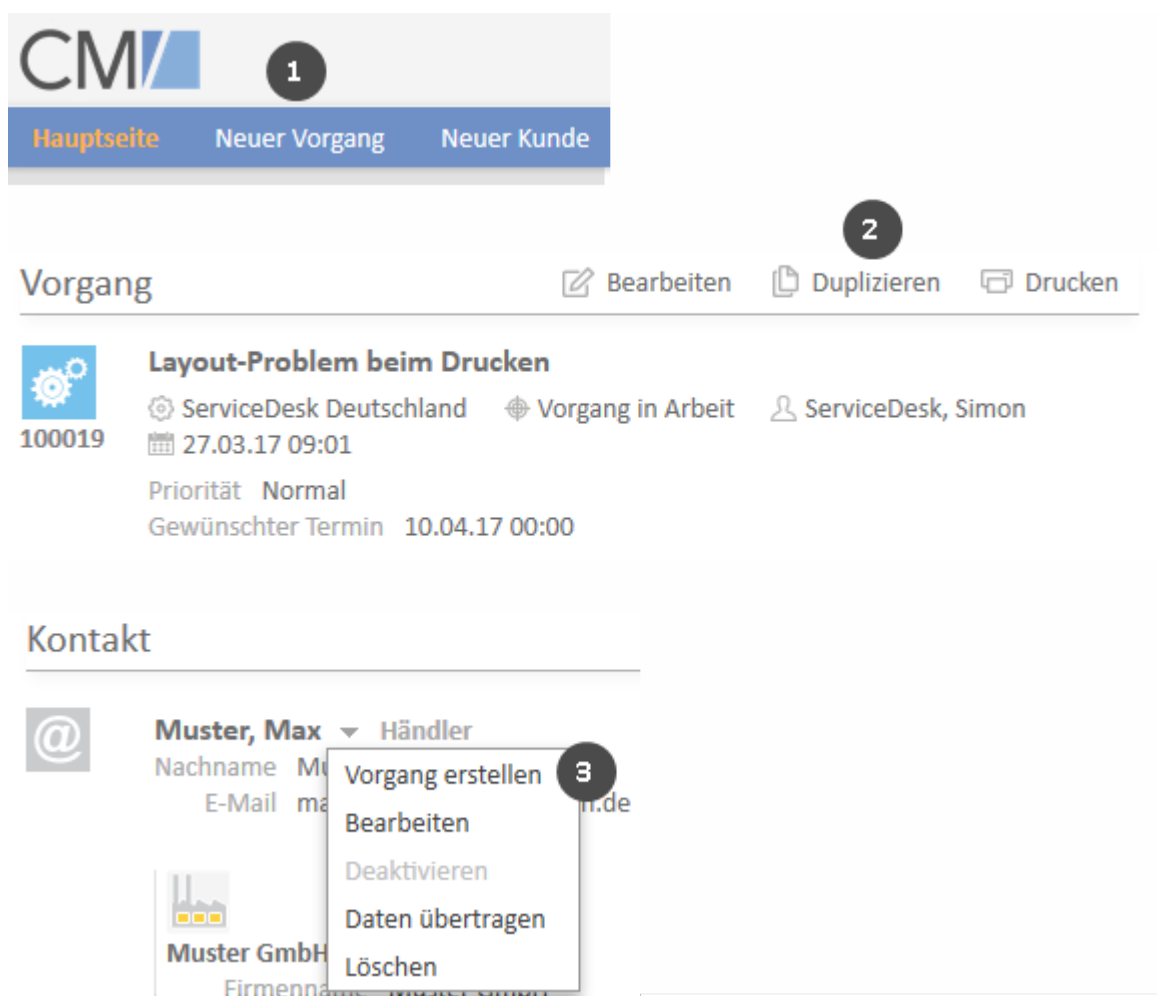 CM/
1
Hauptseite Neuer Vorgang Neuer Kunde
2
Vorgang Bearbeiten Duplizieren Drucken
Layout-Problem beim Drucken
ServiceDesk Deutschland Vorgang in Arbeit ServiceDesk, Simon
100019 27.03.17 09:01
Priorität Normal
Gewünschter Termin 10.04.17 00:00
Kontakt
@ Muster, Max Händler
Nachname
Vorgang erstellen 3
E-Mail ma .de
Bearbeiten
Deaktivieren
Daten übertragen
Muster GmbH
Löschen